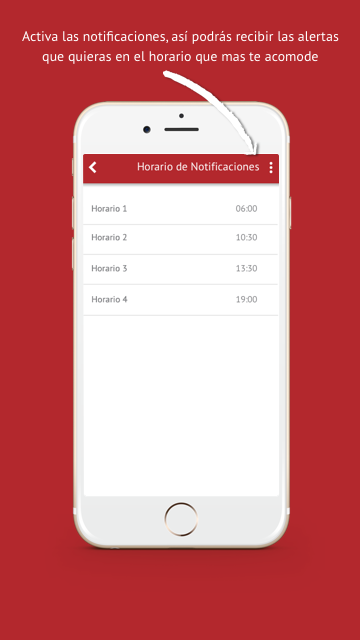 Activa las notificaciones, así podrás recibir las alertas
que quieras en el horario que mas te acomode
Horario de Notificaciones
Horario 1 06:00
Horario 2 10:30
Horario 3 13:30
Horario 4 19:00